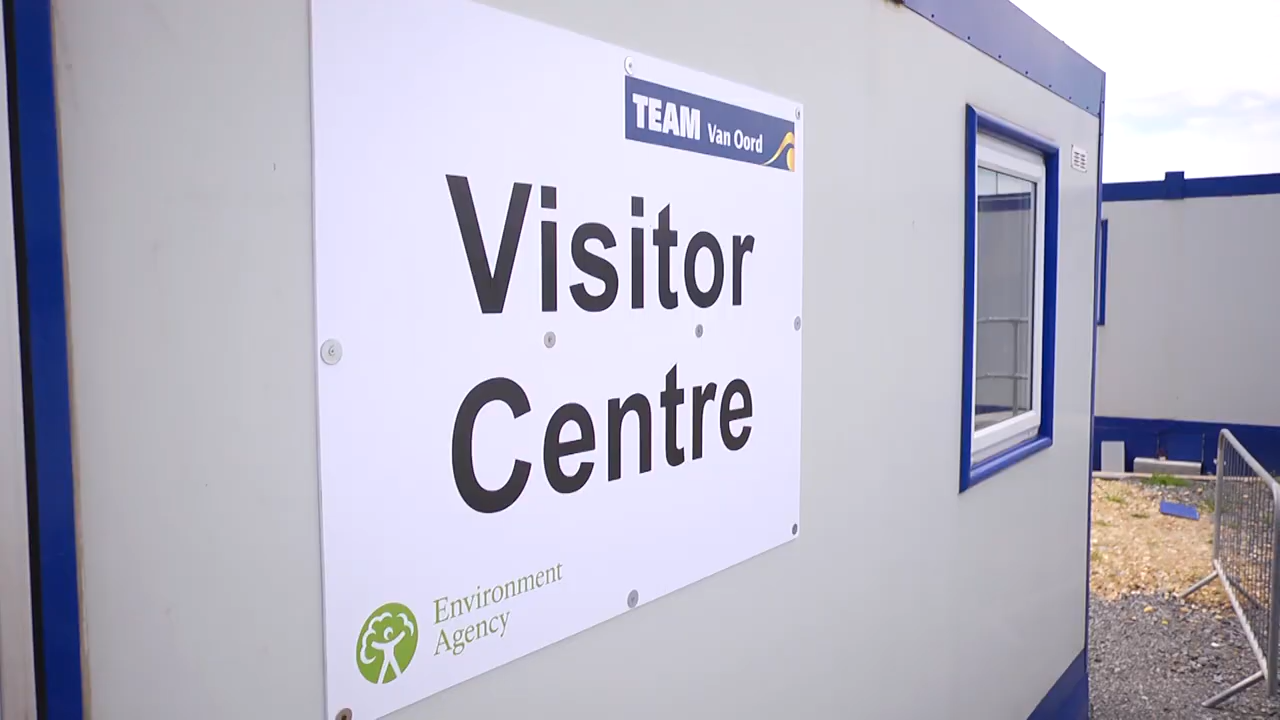 TEAM Van Oord
Visitor
Centre
Environment
Agency